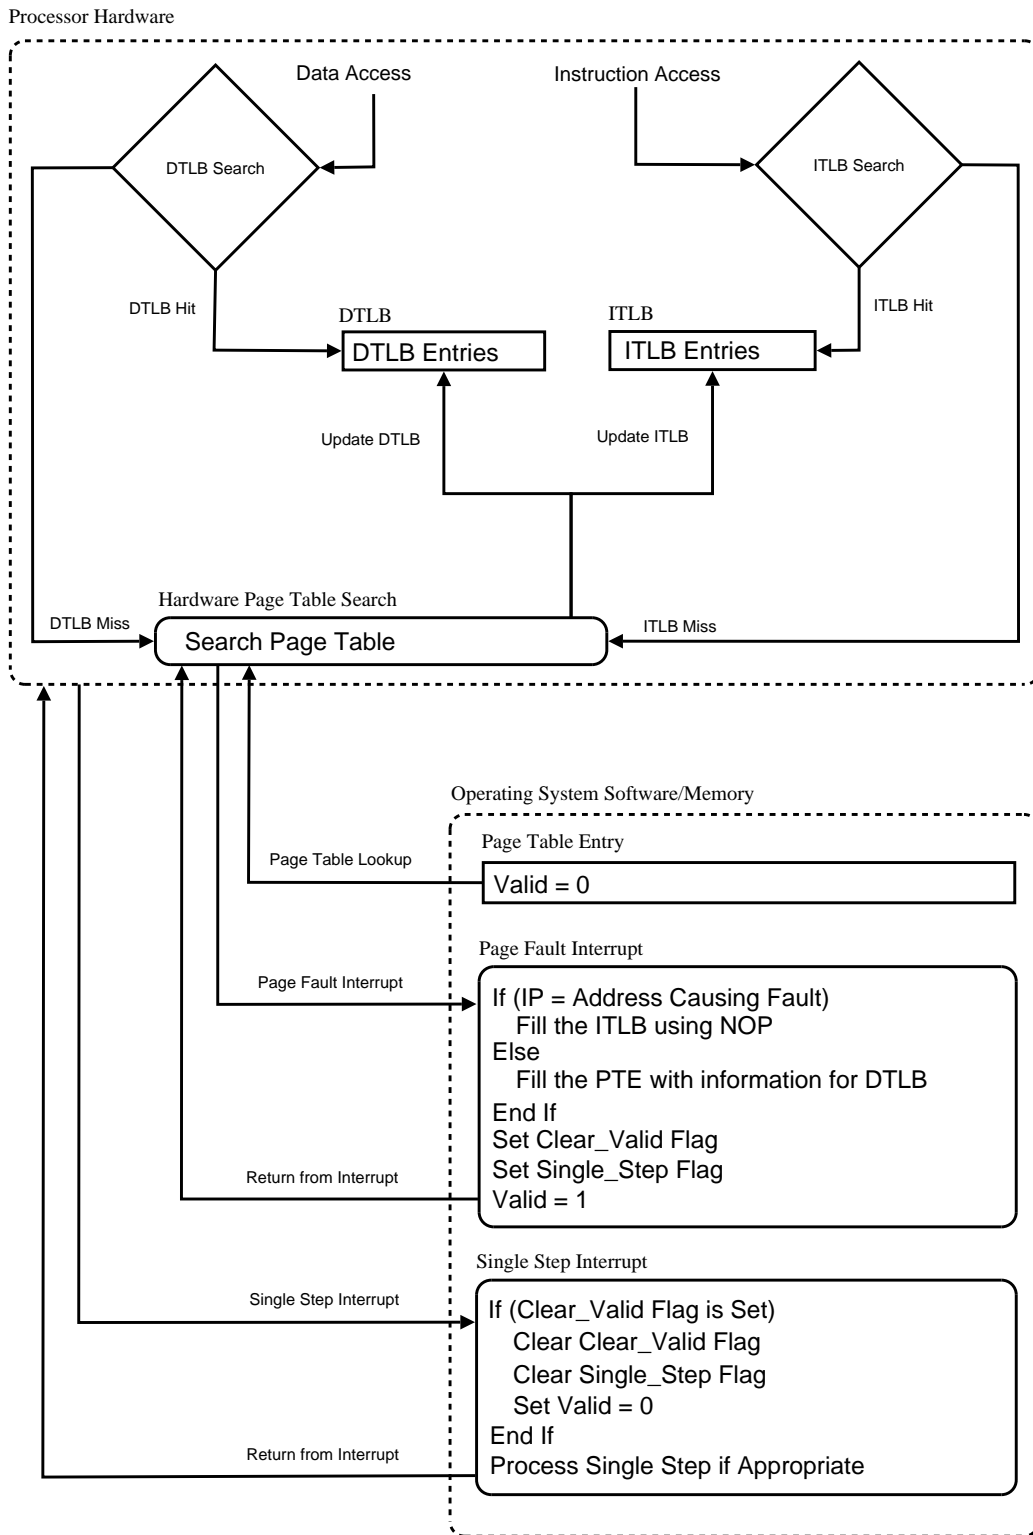 Processor Hardware
Data Access
Instruction Access
DTLB Search
ITLB Search
DTLB Hit
ITLB Hit
DTLB
ITLB
DTLB Entries
ITLB Entries
Update DTLB
Update ITLB
Hardware Page Table Search
DTLB Miss
ITLB Miss
Search Page Table
Operating System Software/Memory
Page Table Entry
Page Table Lookup
Valid = 0
Page Fault Interrupt
Page Fault Interrupt
If (IP = Address Causing Fault)
Fill the ITLB using NOP
Else
Fill the PTE with information for DTLB
End If
Set Clear_Valid Flag
Set Single_Step Flag
Return from Interrupt
Valid = 1
Single Step Interrupt
Single Step Interrupt
If (Clear_Valid Flag is Set)
Clear Clear_Valid Flag
Clear Single_Step Flag
Set Valid = 0
End If
Return from Interrupt
Process Single Step if Appropriate